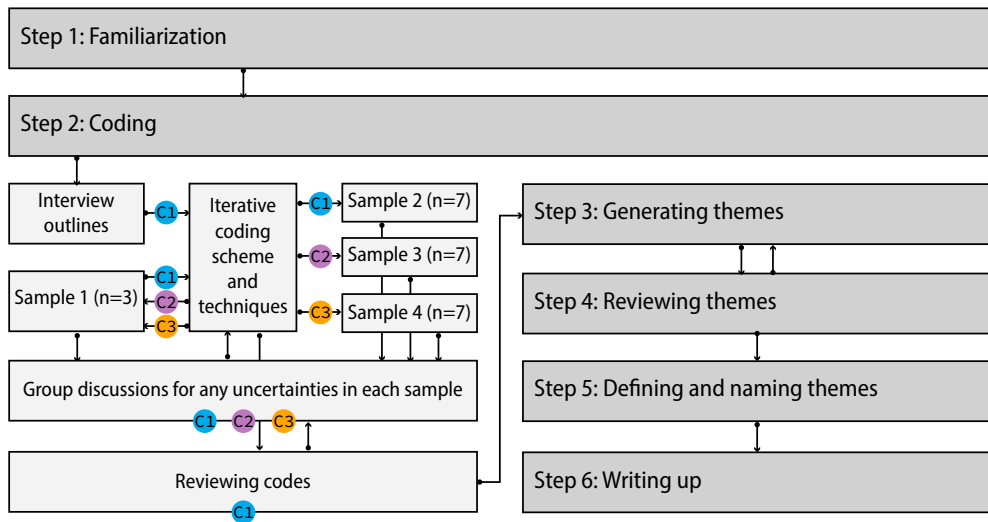 Step 1: Familiarization
Step 2: Coding
Interview
outlines
C1
Iterative
coding
scheme
and
techniques
C1
Sample 2 (n=7)
C2
Sample 3 (n=7)
C3
Sample 4 (n=7)
Sample 1 (n=3)
C1
C2
C3
Group discussions for any uncertainties in each sample
C1 C2 C3
Reviewing codes
C1
Step 3: Generating themes
Step 4: Reviewing themes
Step 5: Defining and naming themes
Step 6: Writing up